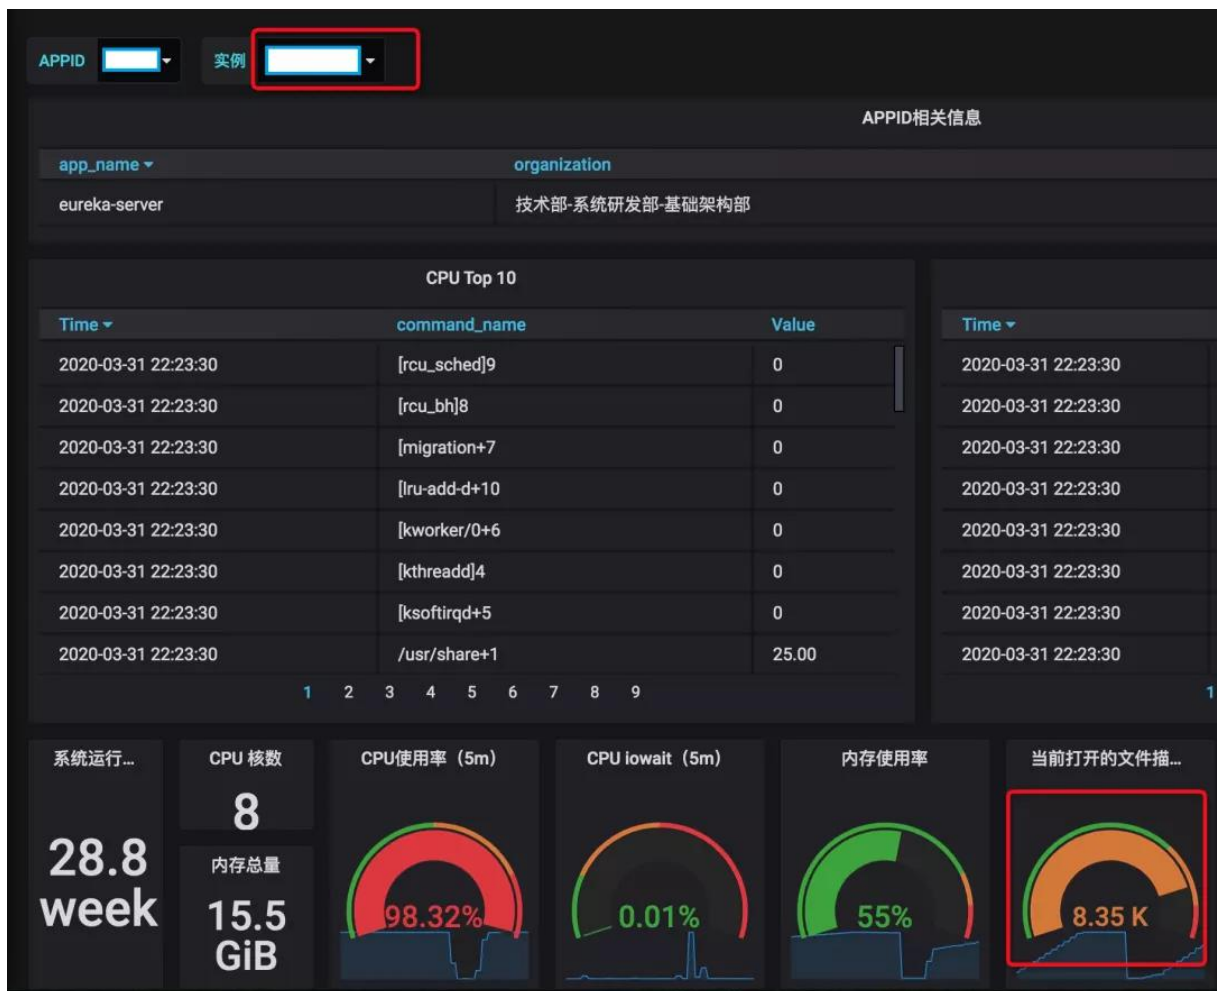 APPID 实例
APPID相关信息
app_name organization
eureka-server 技术部-系统研发部-基础架构部
CPU Top 10
Time command_name Value Time
2020-03-31 22:23:30 [rcu_sched]9 0 2020-03-31 22:23:30
2020-03-31 22:23:30 [rcu_bh]8 0 2020-03-31 22:23:30
2020-03-31 22:23:30 [migration+7 0 2020-03-31 22:23:30
2020-03-31 22:23:30 [lru-add-d+10 0 2020-03-31 22:23:30
2020-03-31 22:23:30 [kworker/0+6 0 2020-03-31 22:23:30
2020-03-31 22:23:30 [kthreadd]4 0 2020-03-31 22:23:30
2020-03-31 22:23:30 [ksoftirqd+5 0 2020-03-31 22:23:30
2020-03-31 22:23:30 /usr/share+1 25.00 2020-03-31 22:23:30
1 2 3 4 5 6 7 8 9 1
系统运行... CPU 核数 CPU使用率（5m） CPU iowait（5m） 内存使用率 当前打开的文件描...
8
28.8 内存总量
week 15.5 98.32% 0.01% 55% 8.35 K
GiB